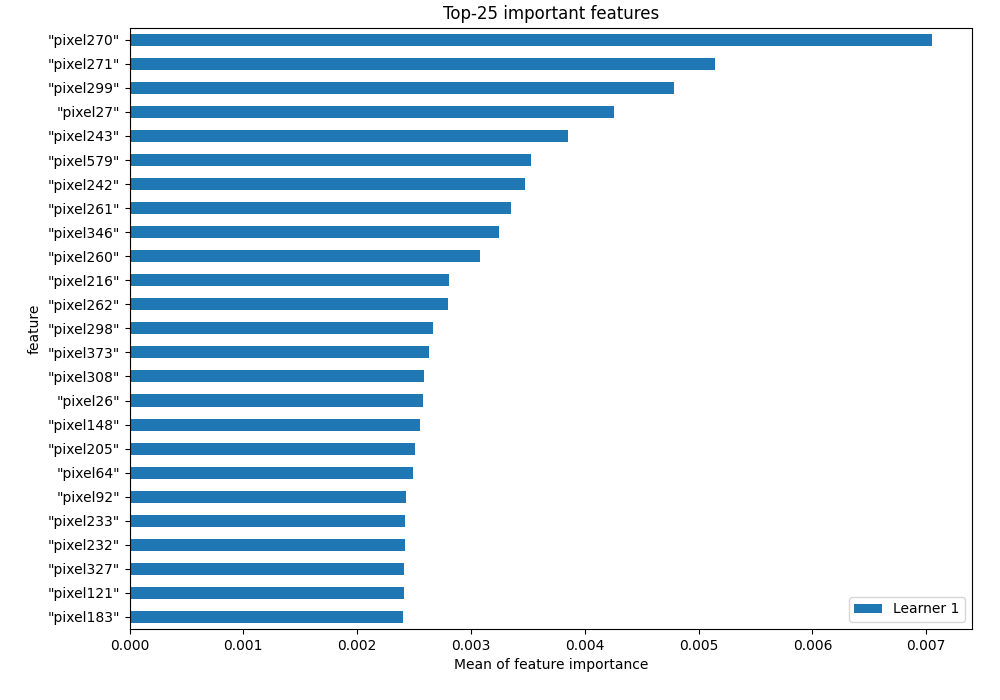 Top-25 important features
"pixel270"
"pixel271"
"pixel299"
"pixel27"
"pixel243"
"pixel579"
"pixel242"
"pixel261"
"pixel346"
"pixel260"
"pixel216"
"pixel262"
"pixel298"
"pixel373"
"pixel308"
"pixel26"
"pixel148"
"pixel205"
"pixel64"
"pixel92"
"pixel233"
"pixel232"
"pixel327"
"pixel121"
"pixel183"
feature
Learner 1
0.000 0.001 0.002 0.003 0.004 0.005 0.006 0.007
Mean of feature importance